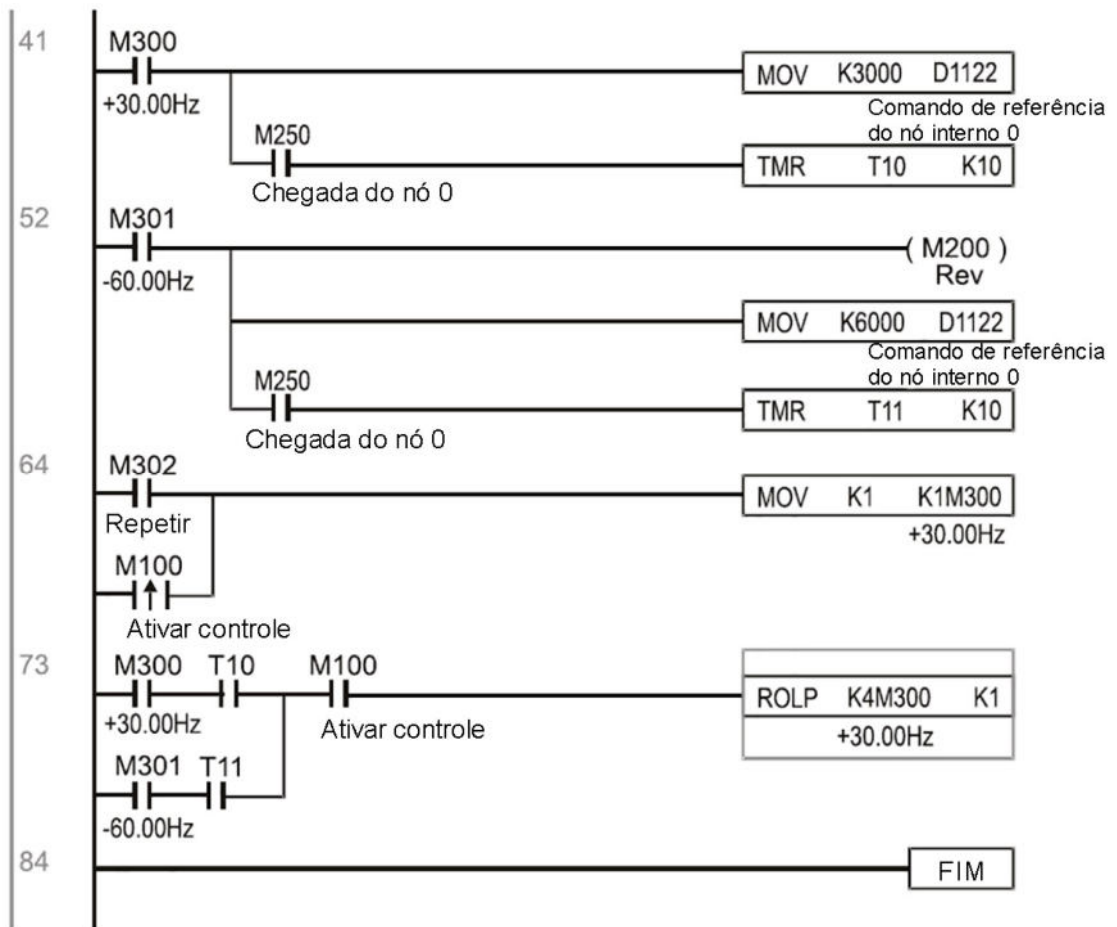 41
M300
+30.00Hz
MOV K3000 D1122
Comando de referência
do nó interno 0
M250
Chegada do nó 0
TMR T10 K10
52
M301
-60.00Hz
( M200 )
Rev
MOV K6000 D1122
Comando de referência
do nó interno 0
M250
Chegada do nó 0
TMR T11 K10
64
M302
Repetir
MOV K1 K1M300
+30.00Hz
M100
Ativar controle
73
M300 T10 M100
+30.00Hz
Ativar controle
ROLP K4M300 K1
+30.00Hz
M301 T11
-60.00Hz
84
FIM